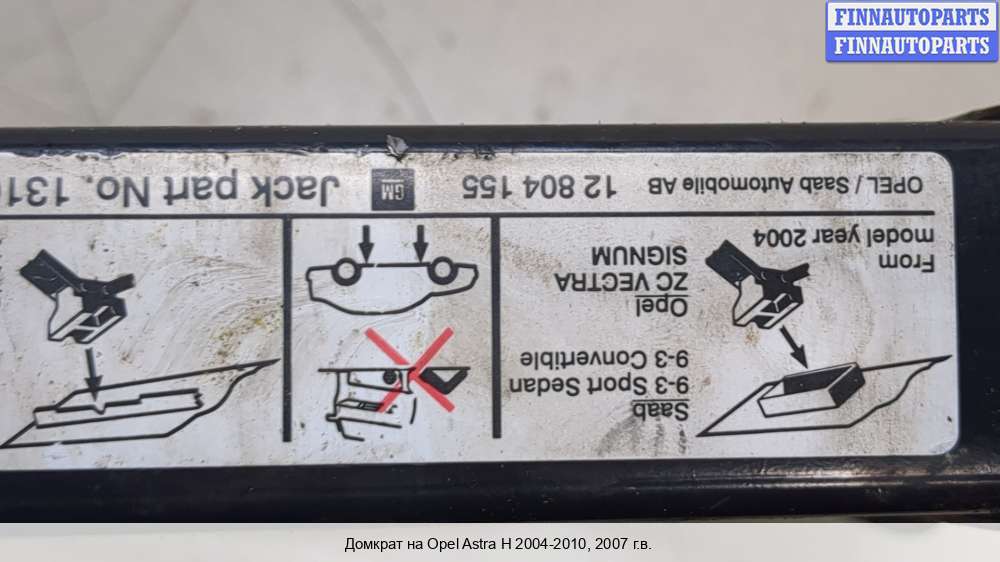 FINNAUTOPARTS
FINNAUTOPARTS
OPEL / Saab Automobile AB 12 804 155 GM Jack part No. 131
From
model year 2004
Opel
ZC VECTRA
SIGNUM
Saab
9-3 Sport Sedan
9-3 Convertible
Домкрат на Opel Astra H 2004-2010, 2007 г.в.